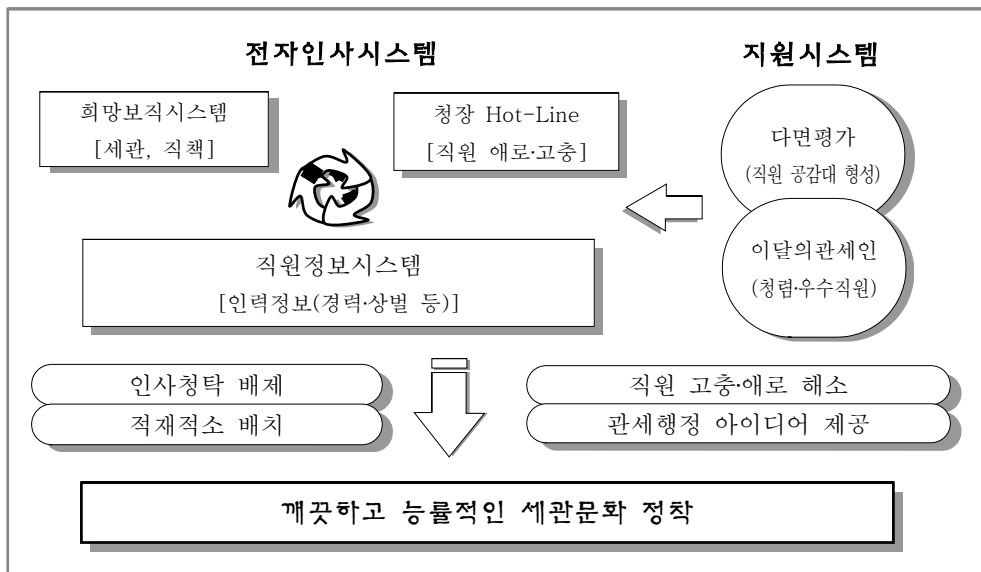 전자인사시스템
지원시스템
희망보직시스템
[세관, 직책]
청장 Hot-Line
[직원 애로·고충]
다면평가
(직원 공감대 형성)
이달의관세인
(청렴·우수직원)
직원정보시스템
[인력정보(경력·상벌 등)]
인사청탁 배제
적재적소 배치
직원 고충·애로 해소
관세행정 아이디어 제공
깨끗하고 능률적인 세관문화 정착